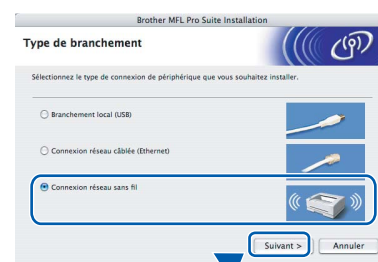 Brother MFL Pro Suite Installation
Type de branchement
Sélectionnez le type de connexion de périphérique que vous souhaitez installer.
Branchement local (USB)
Connexion réseau câblée (Ethernet)
Connexion réseau sans fil
Suivant >
Annuler